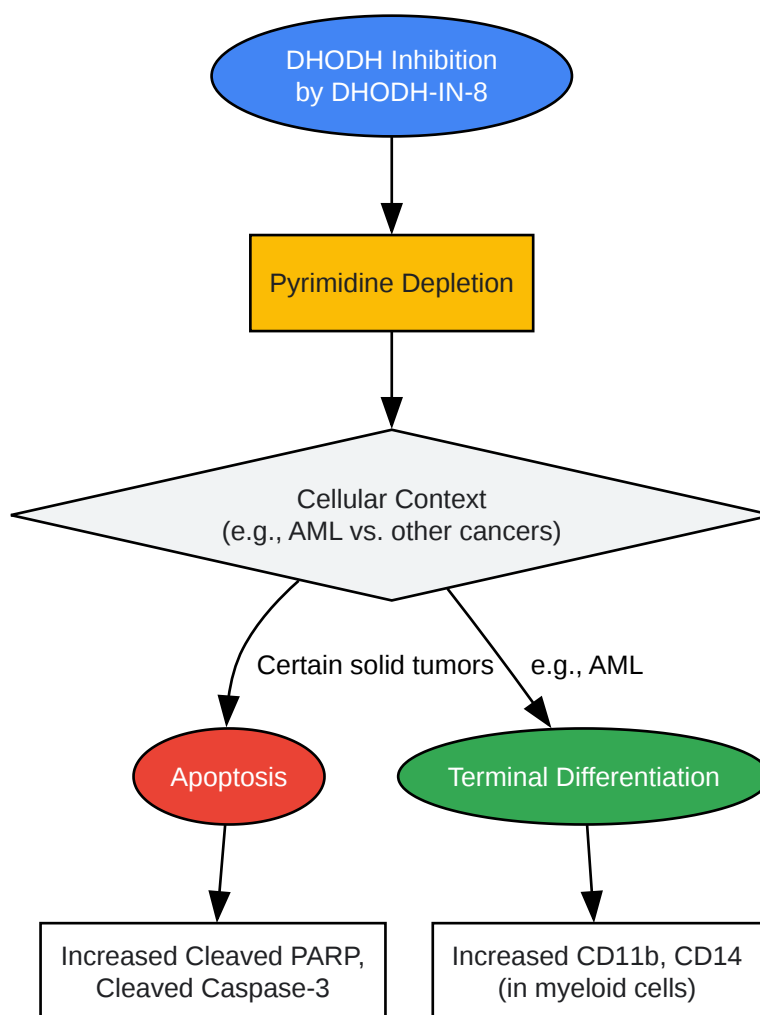 DHODH Inhibition
by DHODH-IN-8
Pyrimidine Depletion
Cellular Context
(e.g., AML vs. other cancers)
Certain solid tumors
e.g., AML
Apoptosis
Terminal Differentiation
Increased Cleaved PARP,
Cleaved Caspase-3
Increased CD11b, CD14
(in myeloid cells)